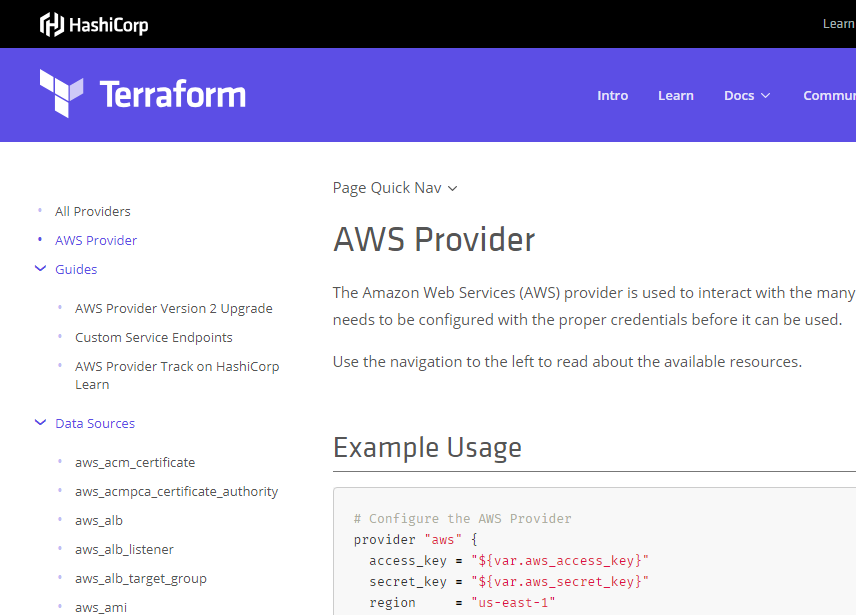 HashiCorp
Learn
Terraform
Intro
Learn
Docs
Commun
Page Quick Nav
All Providers
AWS Provider
Guides
AWS Provider Version 2 Upgrade
Custom Service Endpoints
AWS Provider Track on HashiCorp
Learn
Data Sources
aws_acm_certificate
aws_acmpca_certificate_authority
aws_alb
aws_alb_listener
aws_alb_target_group
aws_ami
AWS Provider
The Amazon Web Services (AWS) provider is used to interact with the many
needs to be configured with the proper credentials before it can be used.
Use the navigation to the left to read about the available resources.
Example Usage
# Configure the AWS Provider
provider "aws" {
  access_key = "${var.aws_access_key}"
  secret_key = "${var.aws_secret_key}"
  region     = "us-east-1"